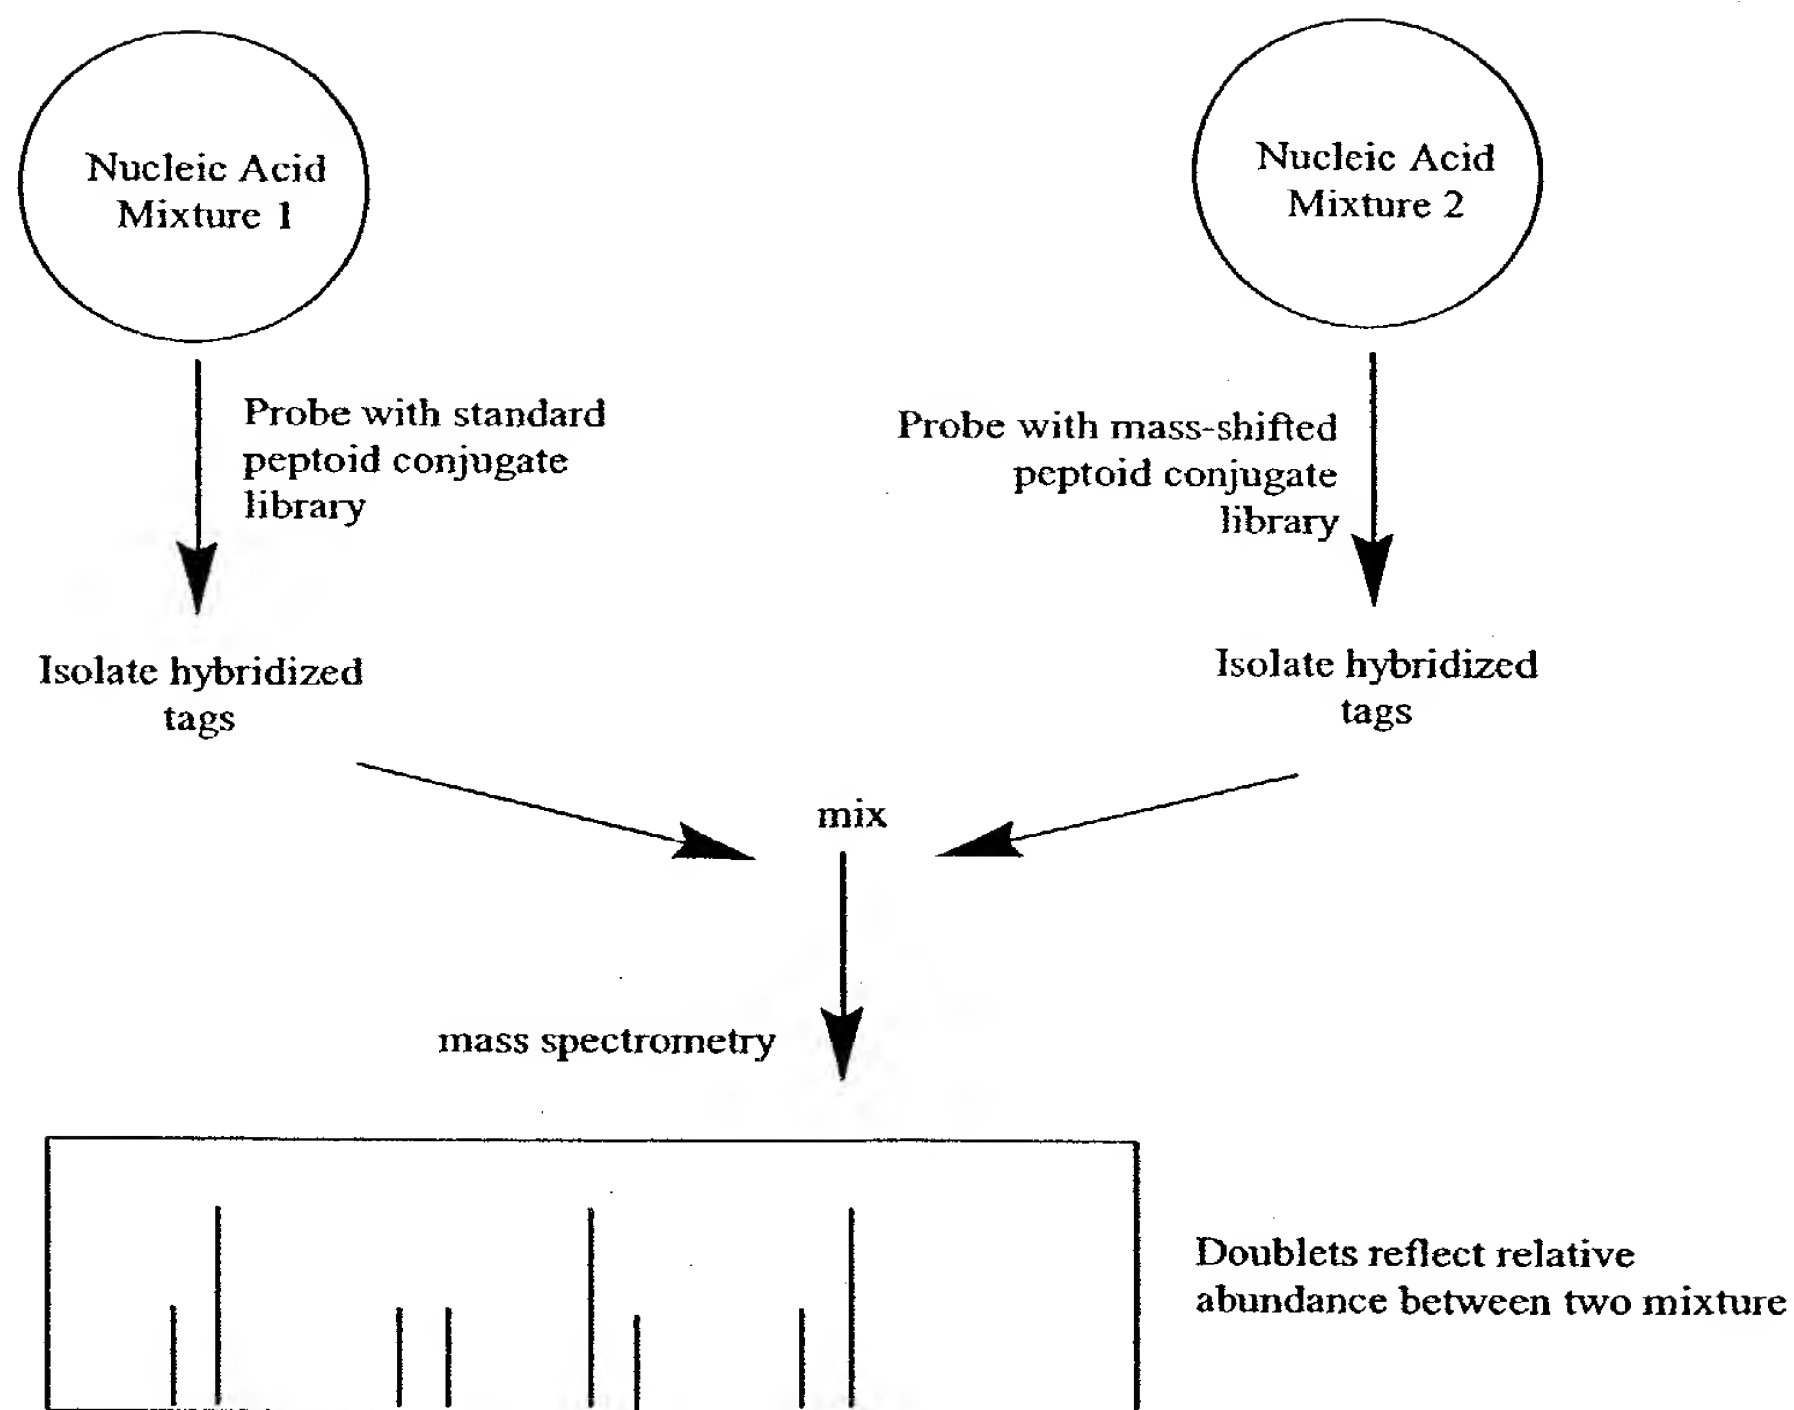 Nucleic Acid
Mixture 1
Nucleic Acid
Mixture 2
Probe with standard
peptoid conjugate
library
Probe with mass-shifted
peptoid conjugate
library
Isolate hybridized
tags
Isolate hybridized
tags
mix
mass spectrometry
Doublets reflect relative
abundance between two mixture